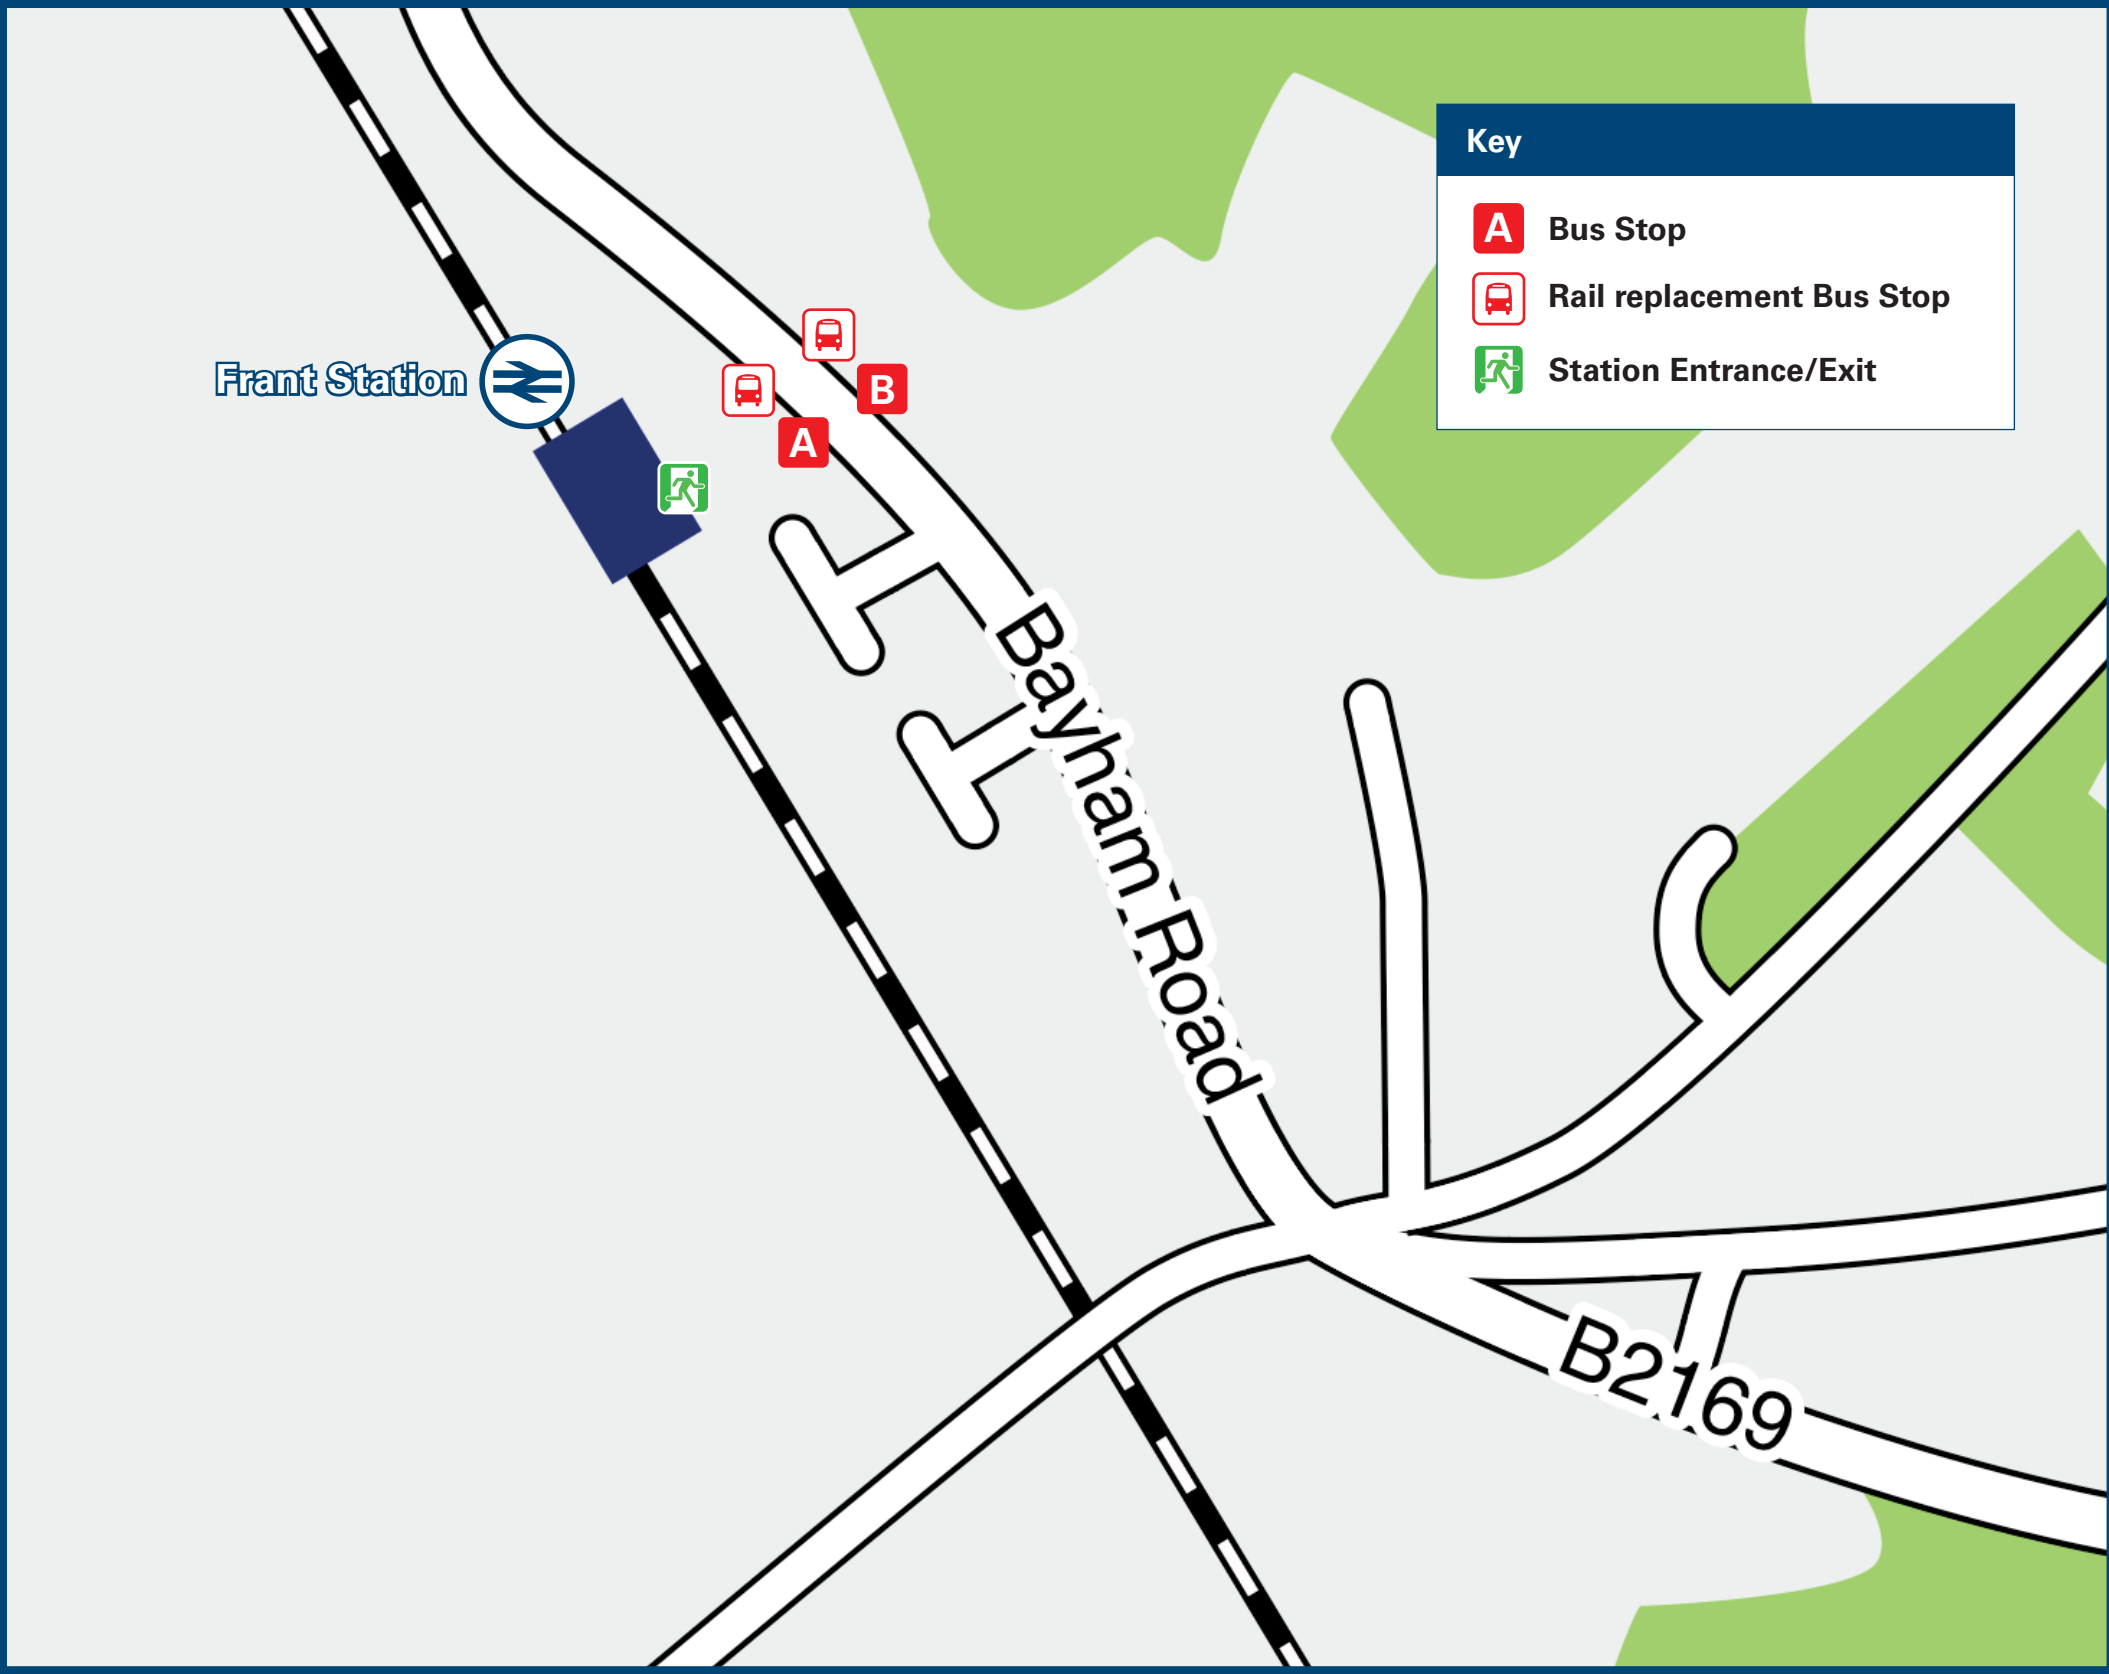 Key
A Bus Stop
Rail replacement Bus Stop
Station Entrance/Exit
Frant Station
B
A
Bayham Road
B2169